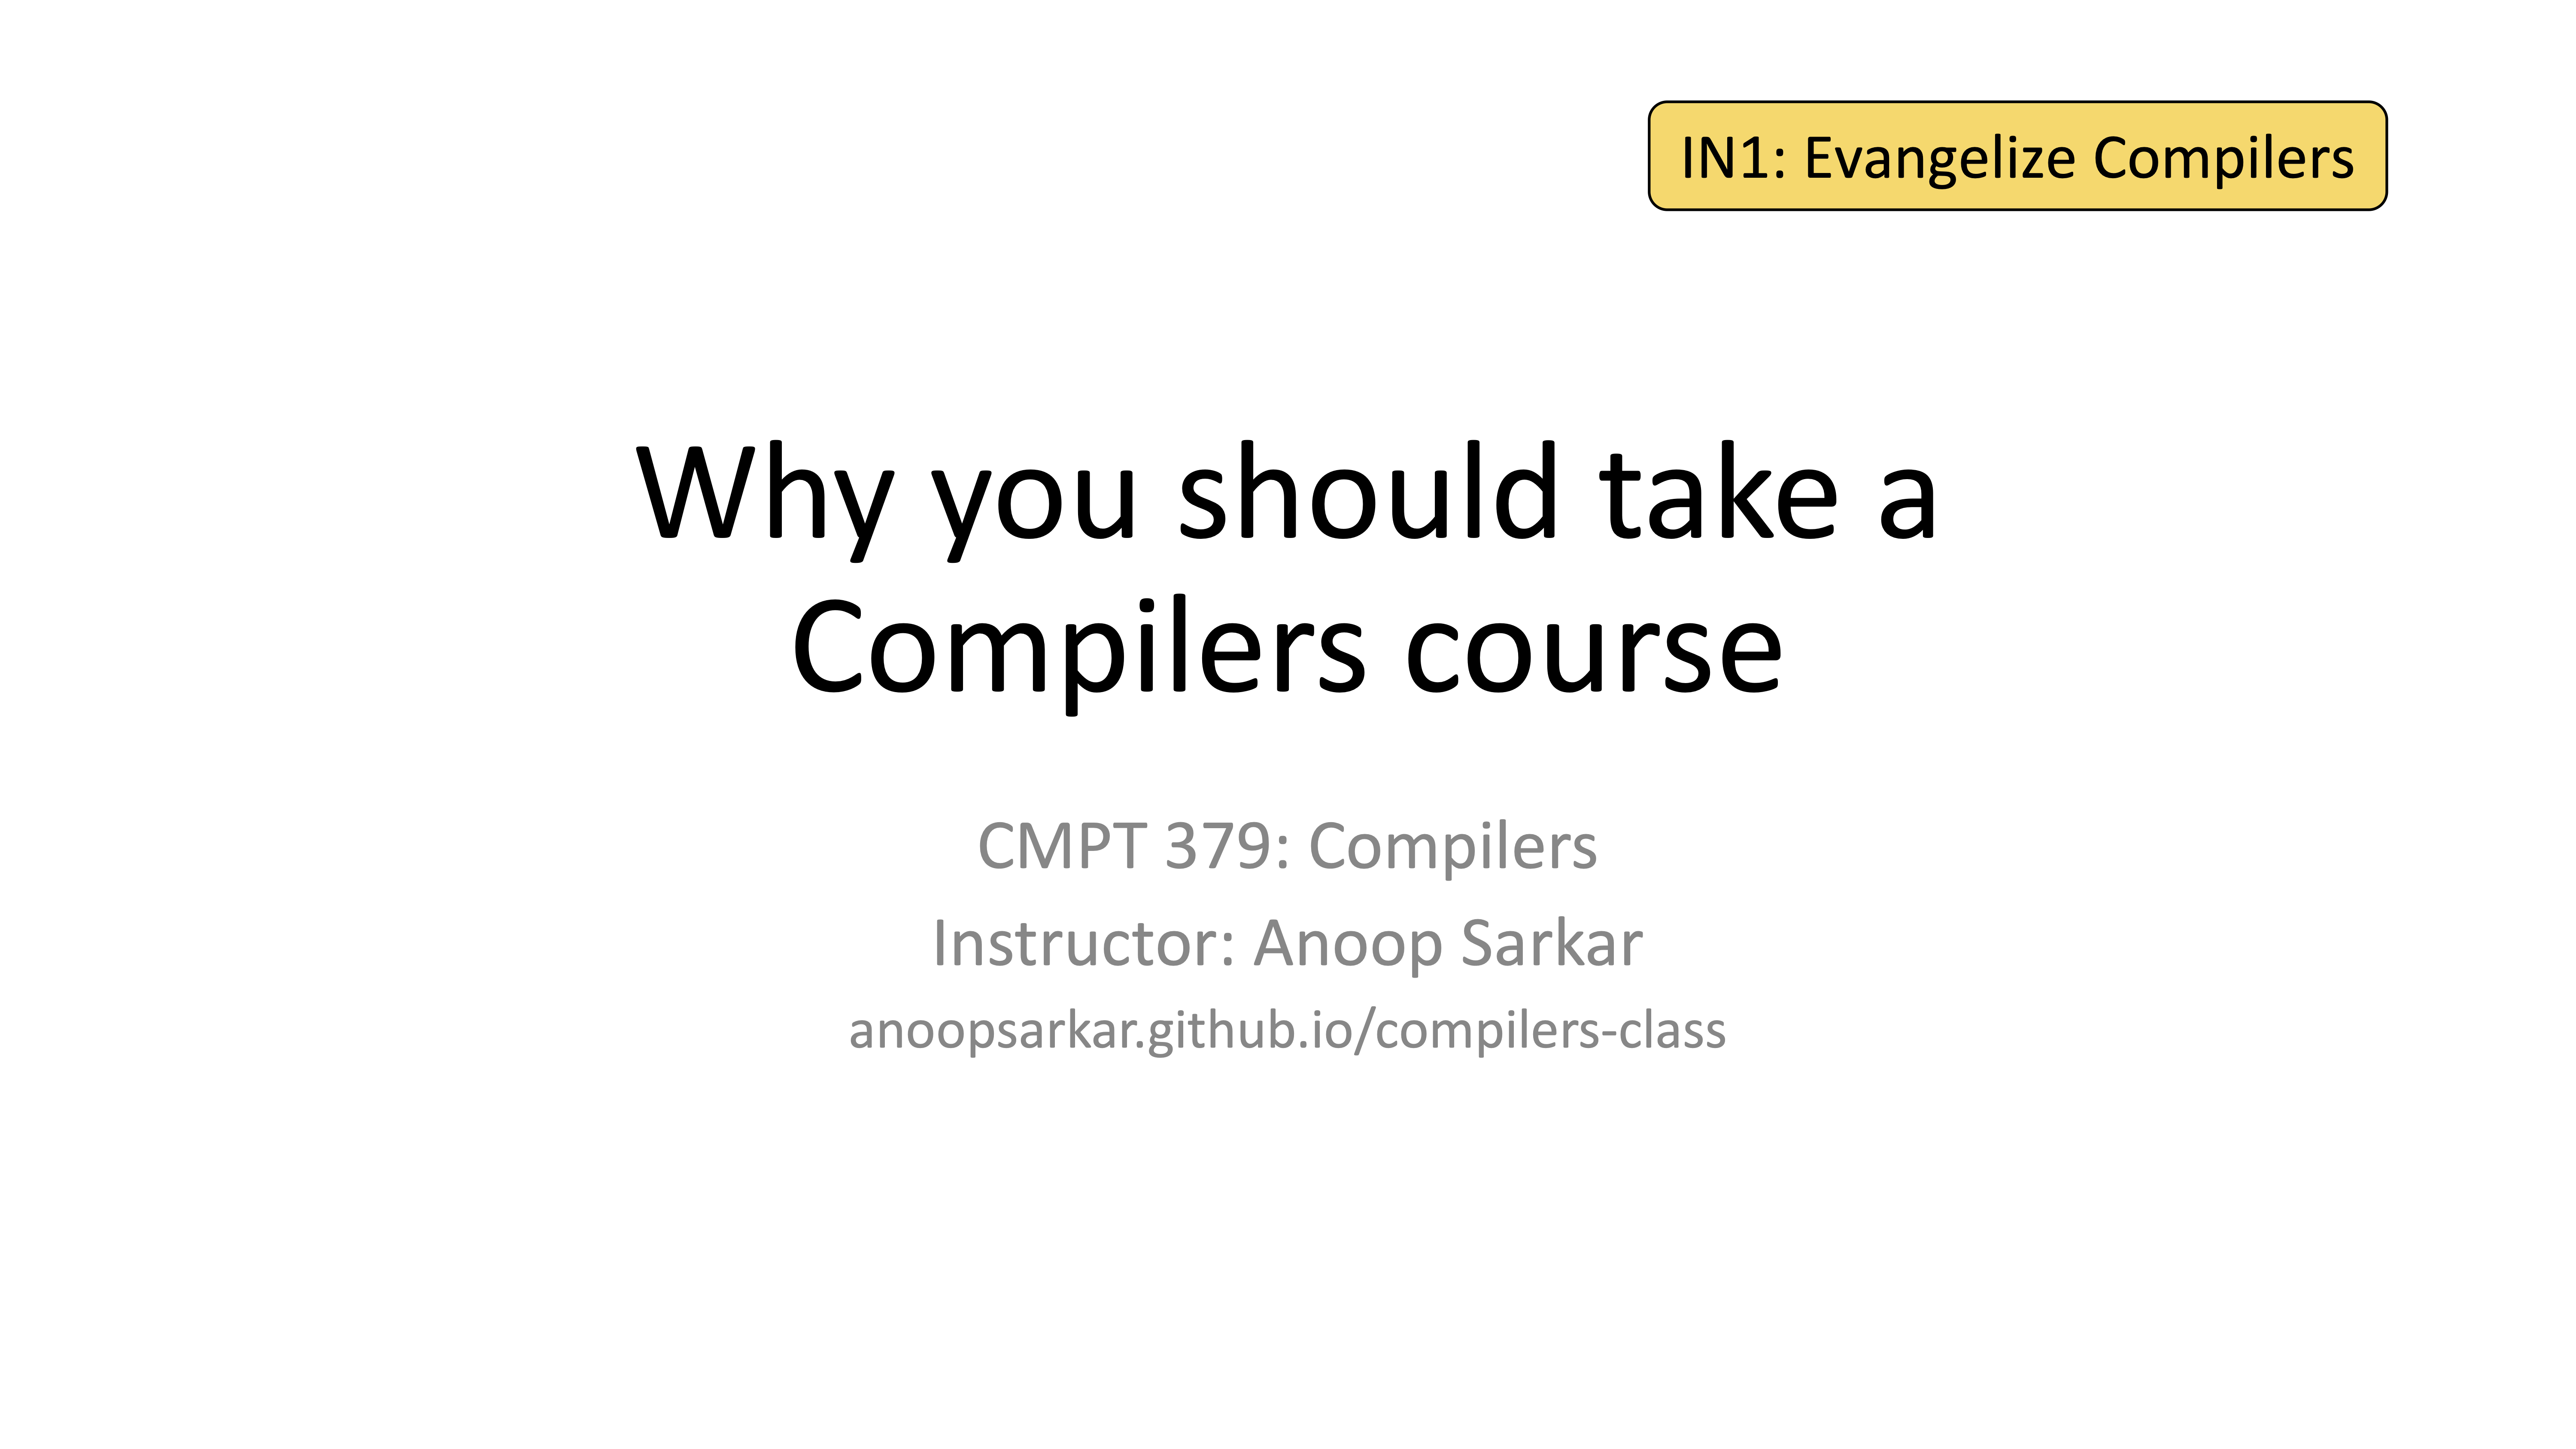 IN1: Evangelize Compilers
Why you should take a
Compilers course
CMPT 379: Compilers
Instructor: Anoop Sarkar
anoopsarkar.github.io/compilers-class